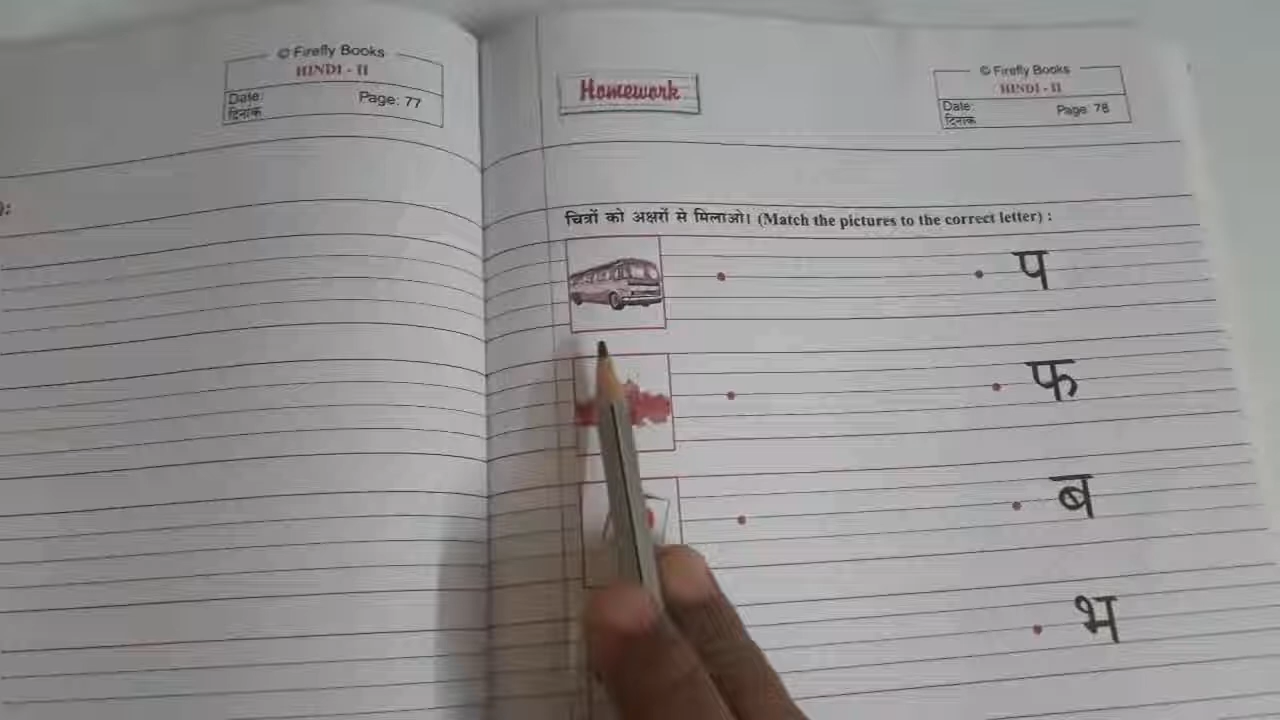 © Firefly Books
HINDI - II
Date:
दिनांक
Page: 77
Homework
© Firefly Books
HINDI - II
Date:
दिनांक
Page: 78
चित्रों को अक्षरों से मिलाओ। (Match the pictures to the correct letter) :
प
फ
ब
भ